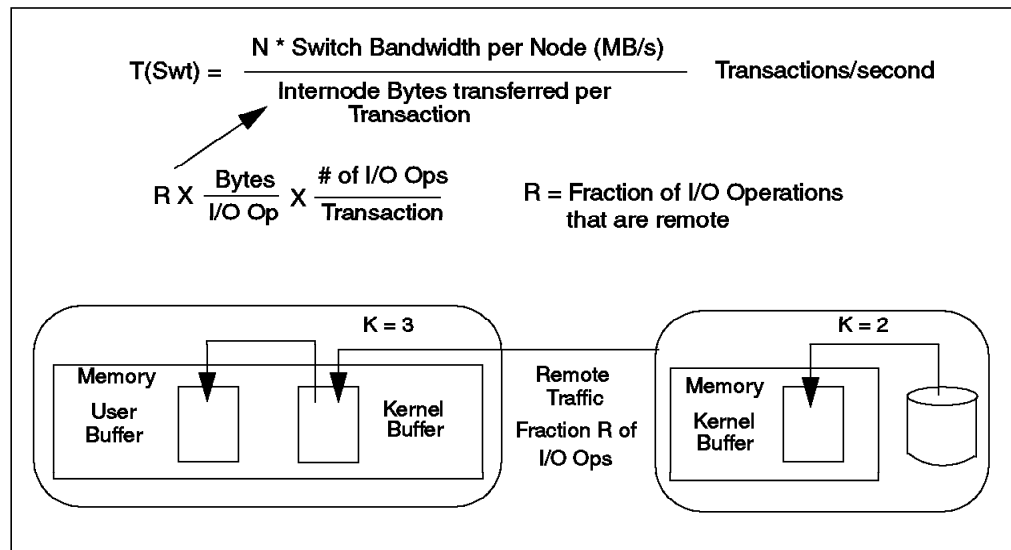 N * Switch Bandwidth per Node (MB/s)
T(Swt) =
Transactions/second
Internode Bytes transferred per
Transaction
R X Bytes X # of I/O Ops
I/O Op Transaction
R = Fraction of I/O Operations
that are remote
K = 3
K = 2
Memory
User
Buffer
Kernel
Buffer
Remote
Traffic
Fraction R of
I/O Ops
Memory
Kernel
Buffer